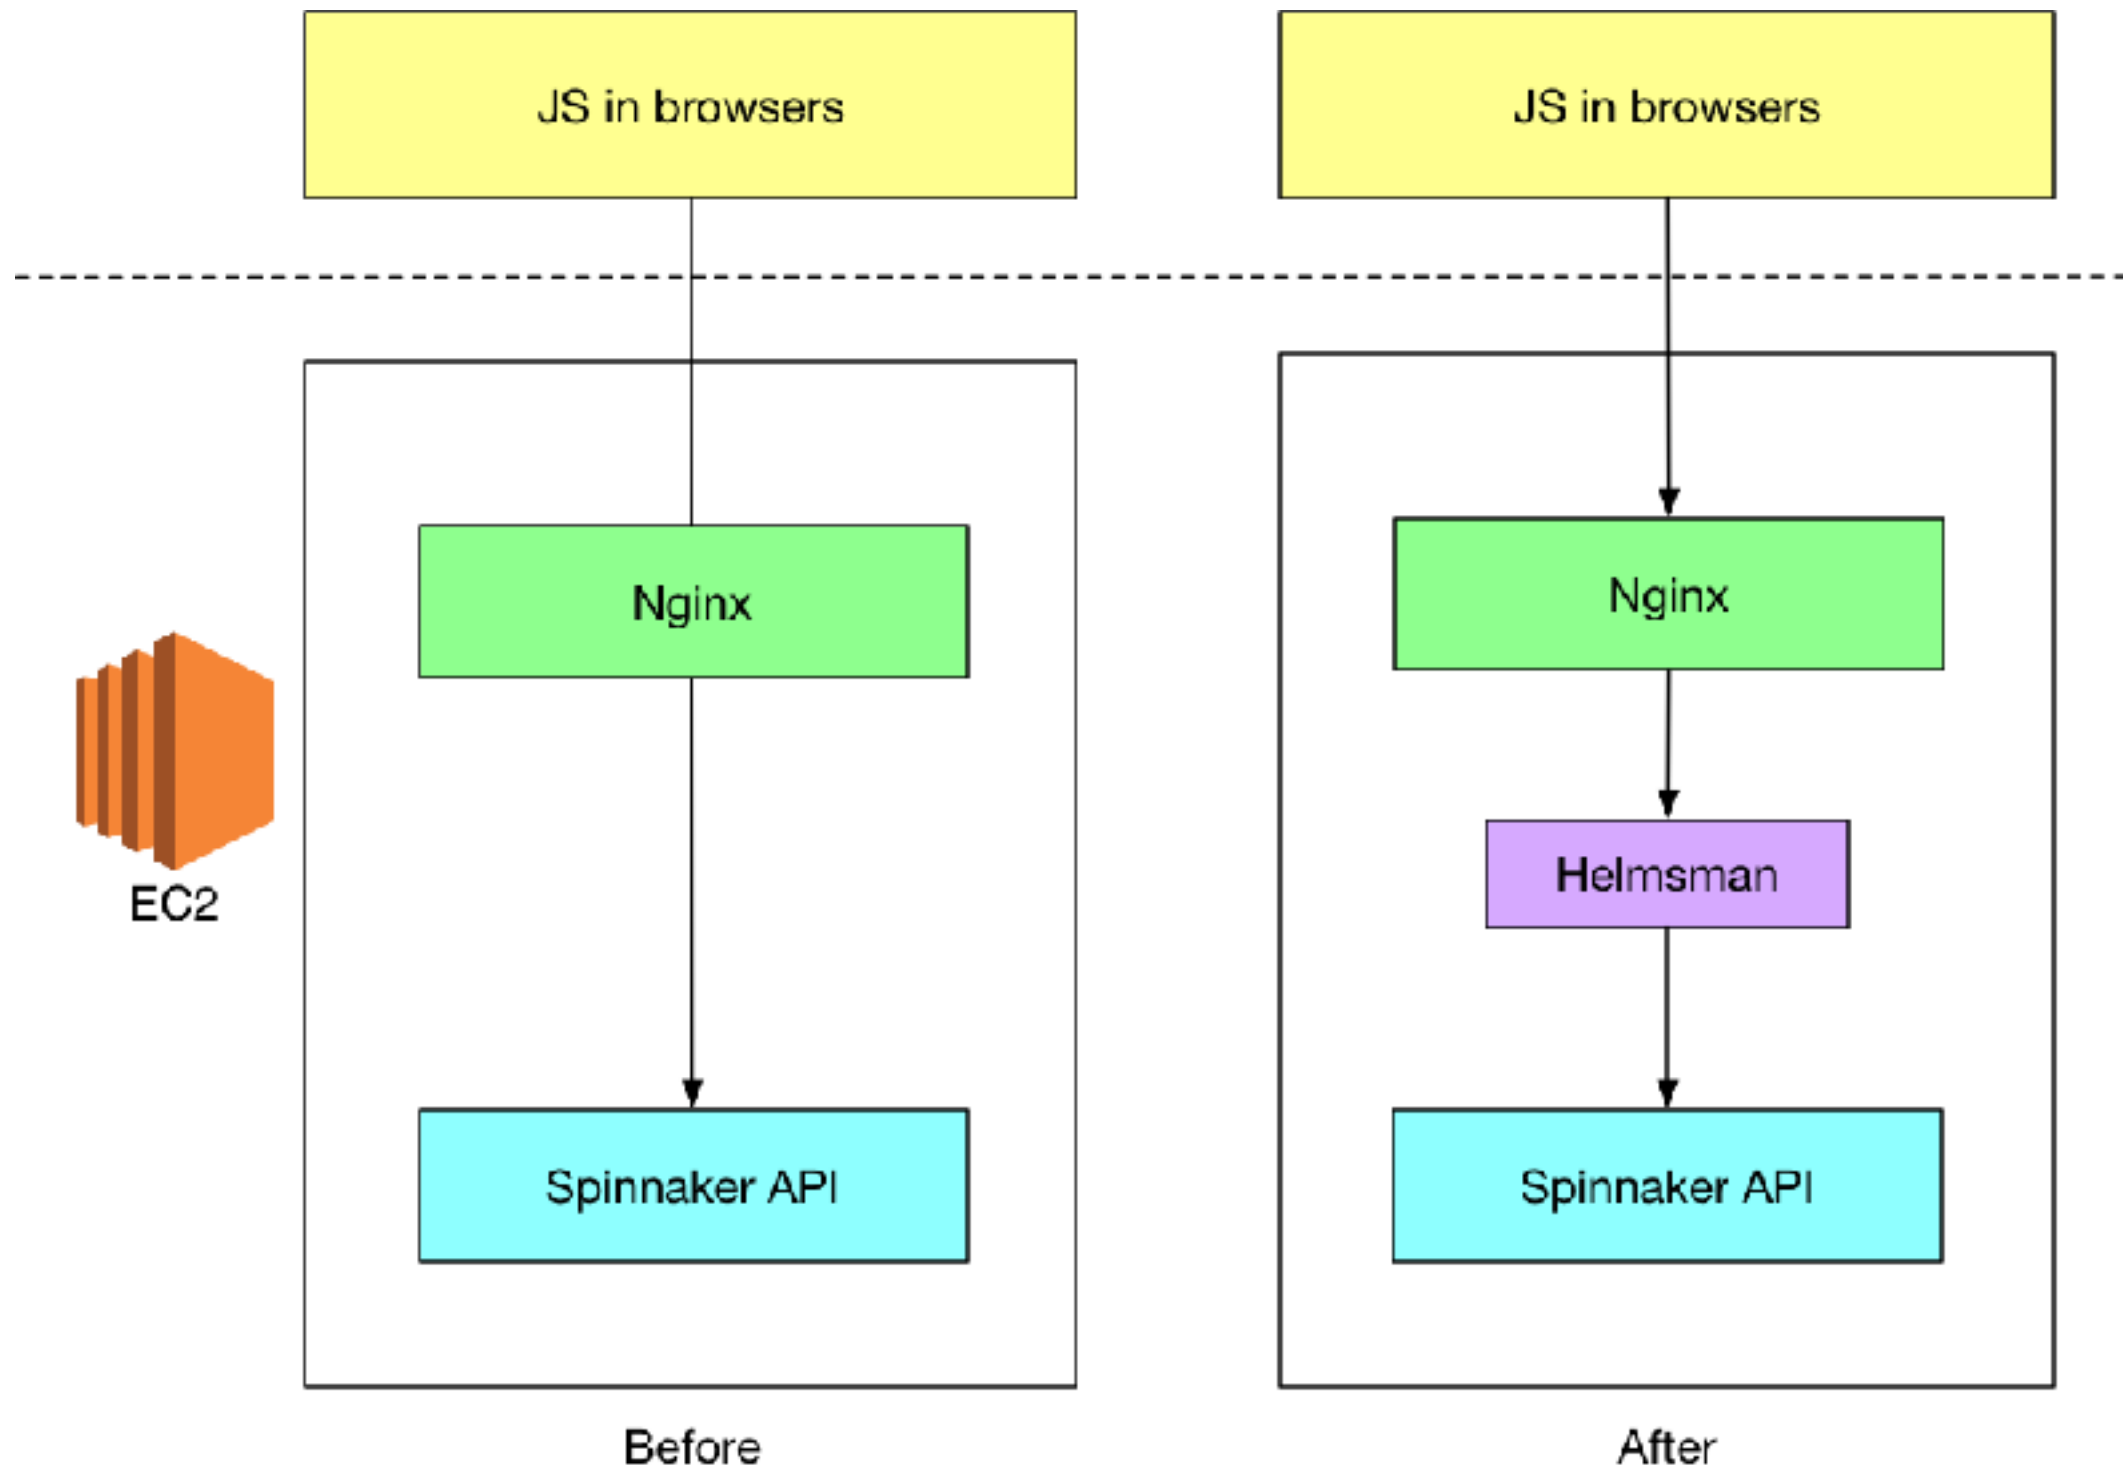 JS in browsers
JS in browsers
Nginx
Nginx
Helmsman
EC2
Spinnaker API
Spinnaker API
Before
After